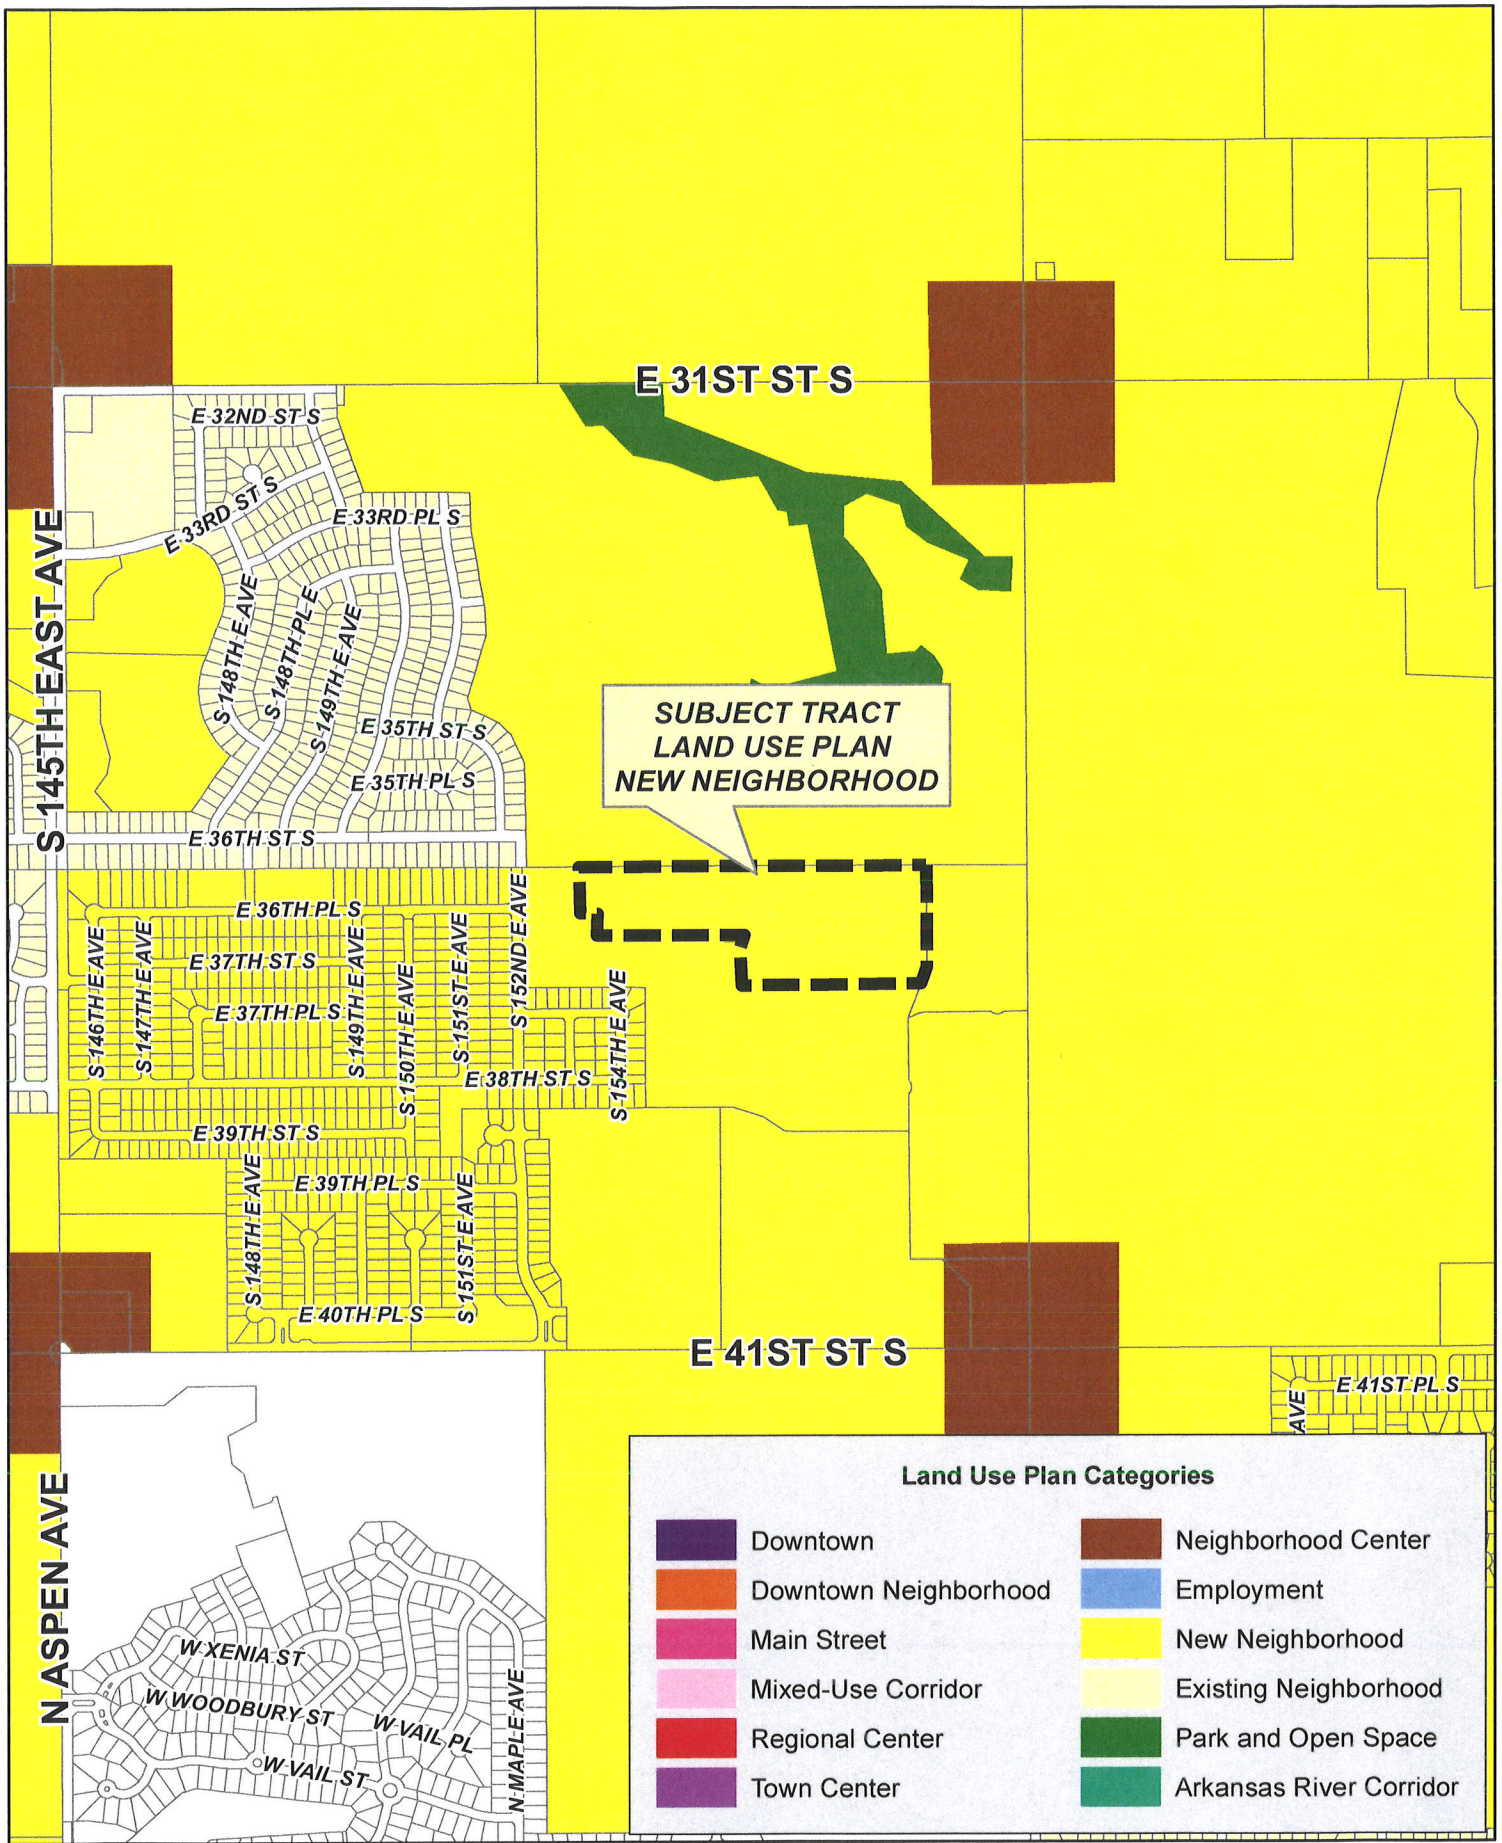 E 31ST ST S
E 32ND ST S
E 33RD ST S
E 33RD PL S
S 145TH EAST AVE
S 148TH E AVE
S 148TH PL E
S 149TH E AVE
E 35TH ST S
E 35TH PL S
E 36TH ST S
SUBJECT TRACT
LAND USE PLAN
NEW NEIGHBORHOOD
E 36TH PL S
S 152ND E AVE
S 146TH E AVE
S 147TH E AVE
E 37TH ST S
S 149TH E AVE
S 150TH E AVE
S 151ST E AVE
E 37TH PL S
S 154TH E AVE
E 38TH ST S
E 39TH ST S
S 148TH E AVE
E 39TH PL S
S 151ST E AVE
E 40TH PL S
E 41ST ST S
E 41ST PL S
AVE
N ASPEN AVE
W XENIA ST
W WOODBURY ST
W VAIL PL
W VAIL ST
N MAPLE AVE
Land Use Plan Categories
Downtown
Downtown Neighborhood
Main Street
Mixed-Use Corridor
Regional Center
Town Center
Neighborhood Center
Employment
New Neighborhood
Existing Neighborhood
Park and Open Space
Arkansas River Corridor